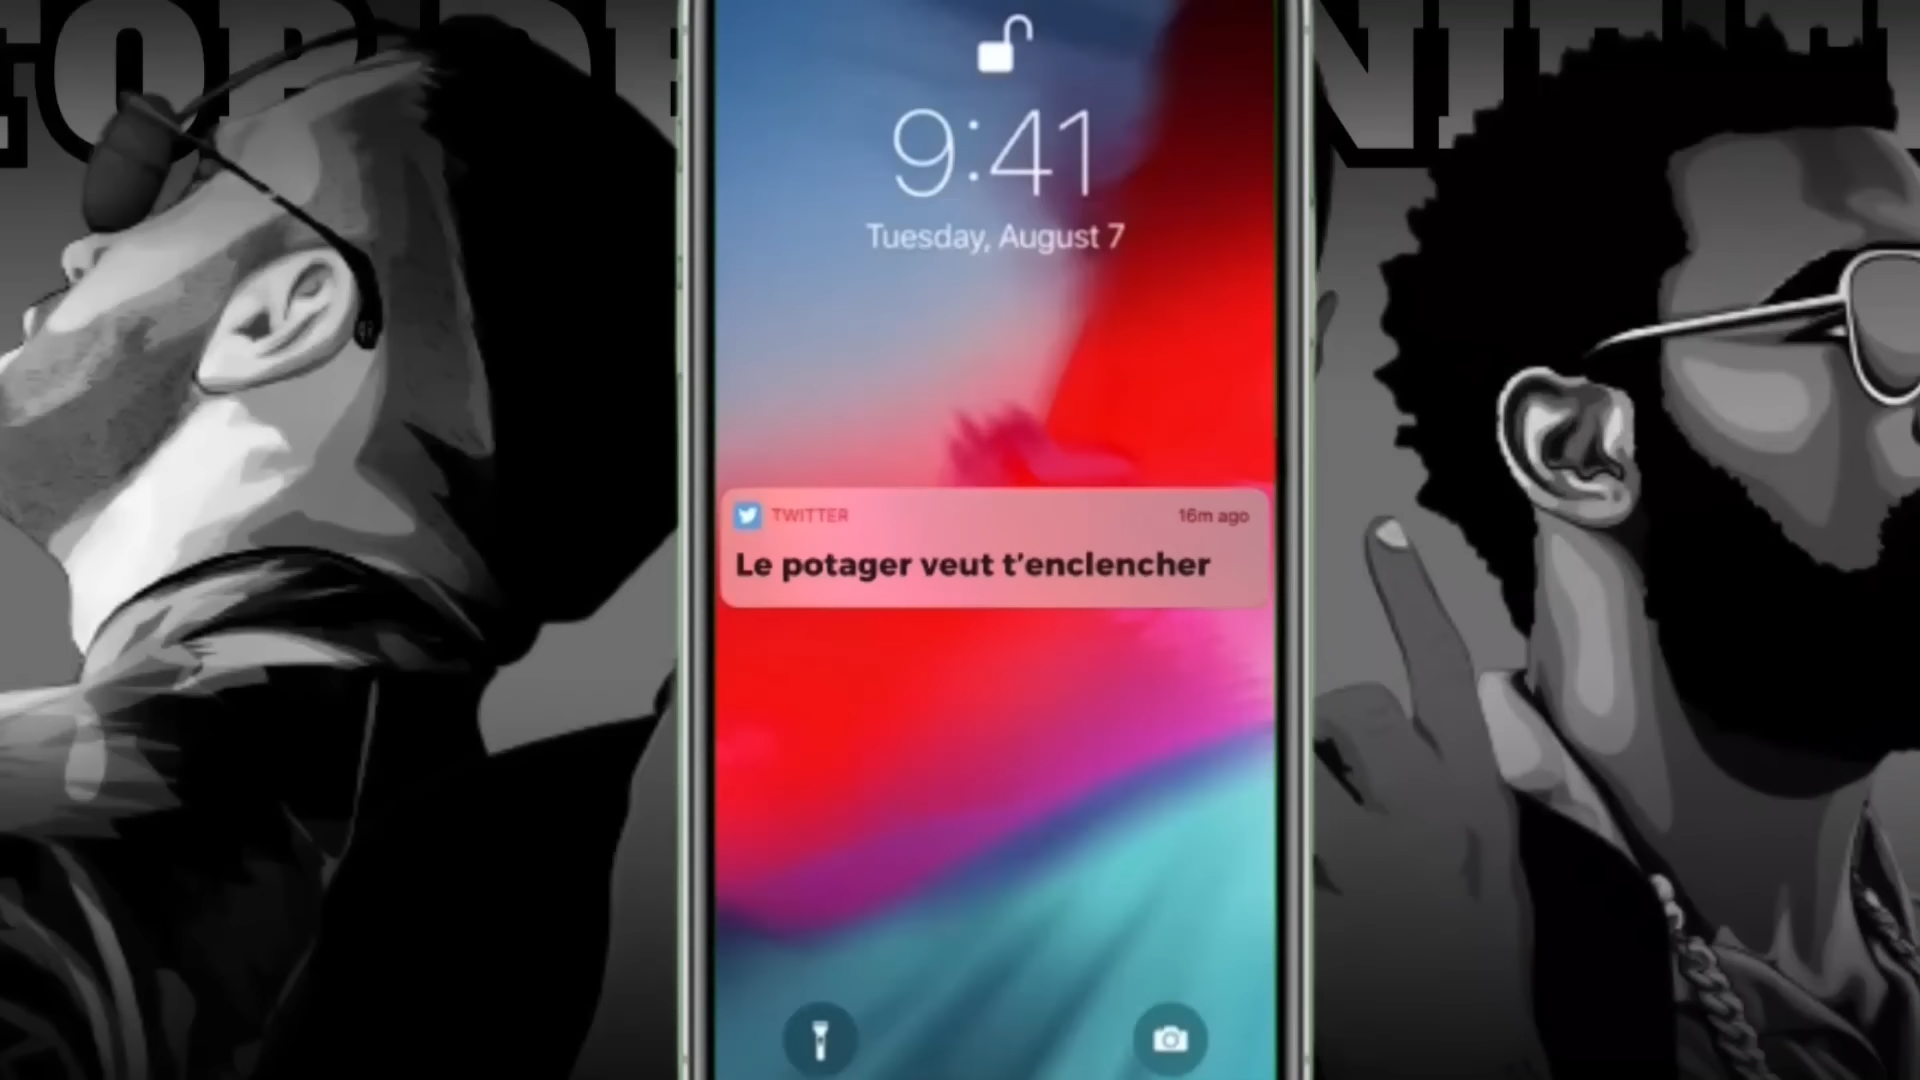 9:41
Tuesday, August 7
TWITTER 16m ago
Le potager veut t'enclencher